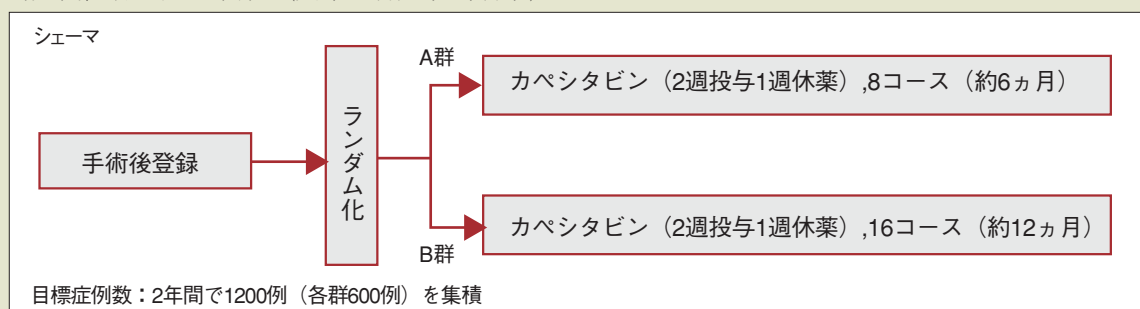 シェーマ
A群
カペシタビン（2週投与1週休薬）,8コース（約6ヵ月）
手術後登録
ランダム化
カペシタビン（2週投与1週休薬）,16コース（約12ヵ月）
B群
目標症例数：2年間で1200例（各群600例）を集積